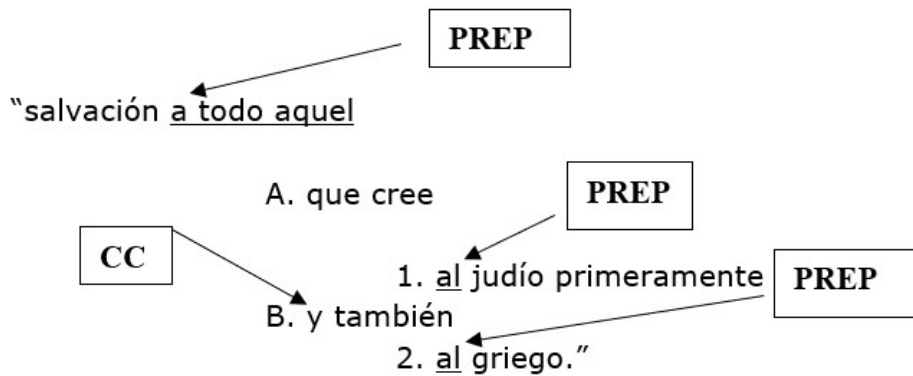 PREP
“salvación a todo aquel
A. que cree
PREP
CC
1. al judío primeramente
PREP
B. y también
2. al griego.”